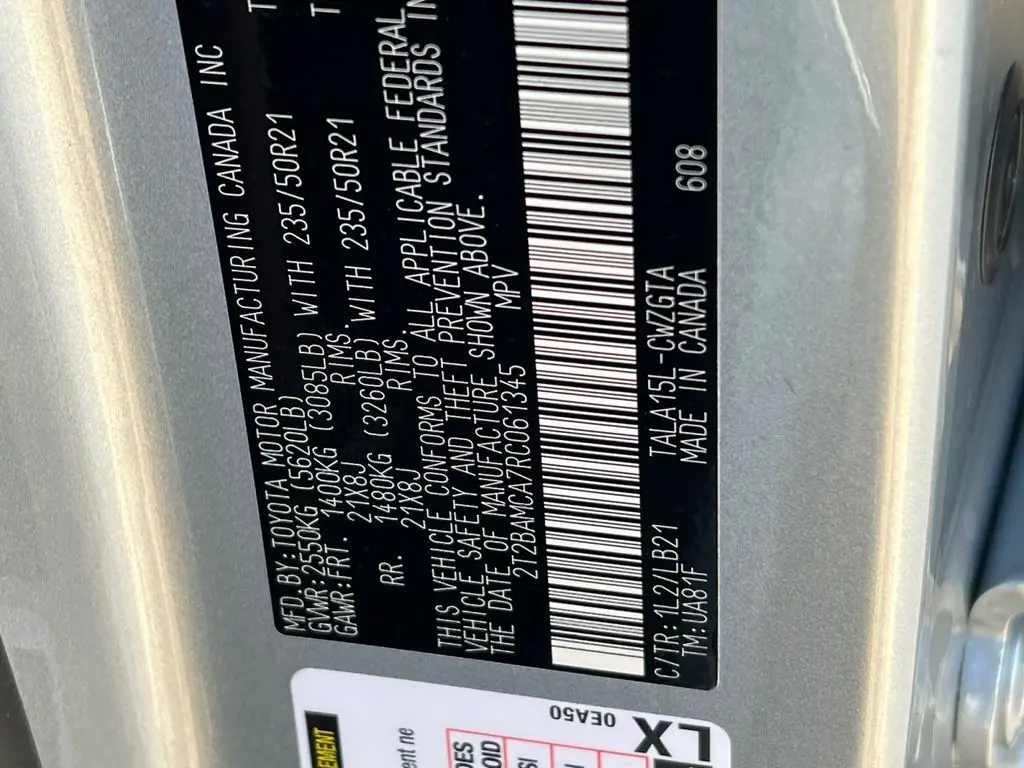 MFD.BY:TOYOTA MOTOR MANUFACTURING CANADA INC
GVWR:2550KG (5620LB)
GAWR:FRT. 1400KG (3085LB) WITH 235/50R21 T
21X8J RIMS.
RR. 1480KG (3260LB) WITH 235/50R21 T
21X8J RIMS.
THIS VEHICLE CONFORMS TO ALL APPLICABLE FEDERAL
VEHICLE SAFETY AND THEFT PREVENTION STANDARDS IN
THE DATE OF MANUFACTURE SHOWN ABOVE.
2T2BAMCA7RC061345 MPV
C/TR:1L2/LB21 TALA15L-CWZGTA 608
TM:UA81F MADE IN CANADA
LX
0EA50